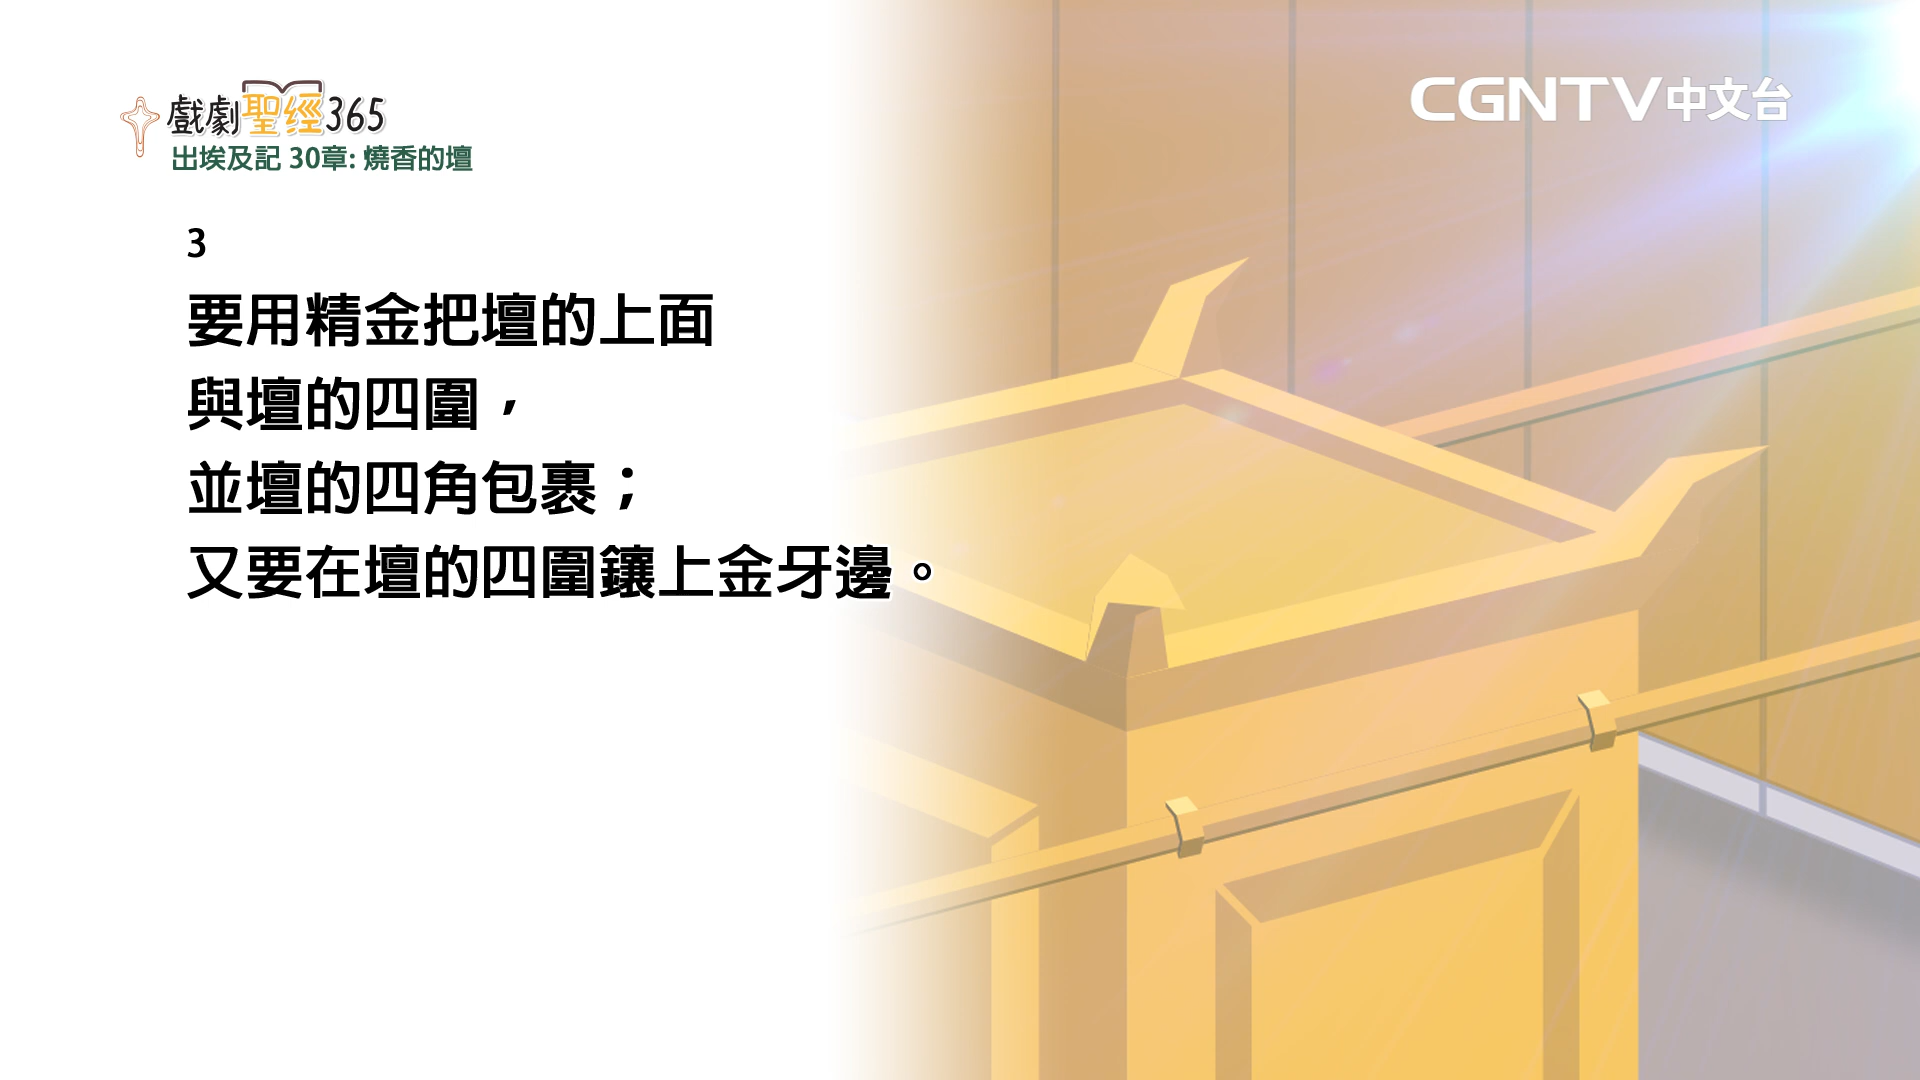 戲劇聖經365
出埃及記 30章: 燒香的壇
CGNTV中文台
3
要用精金把壇的上面
與壇的四圍，
並壇的四角包裹；
又要在壇的四圍鑲上金牙邊。